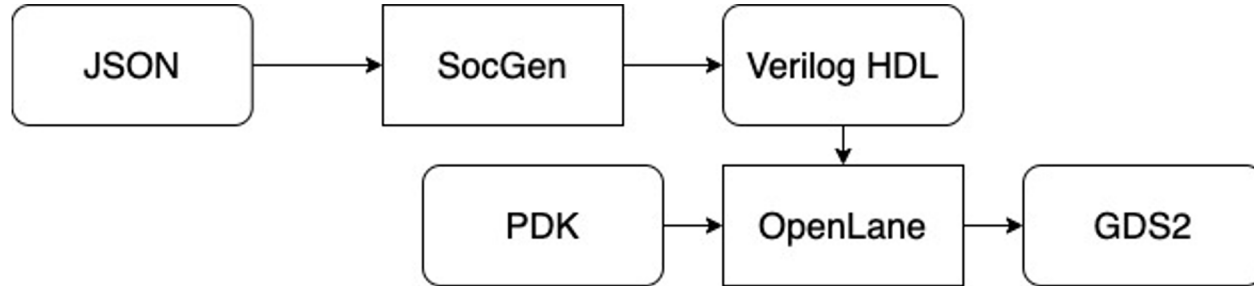 JSON
SocGen
Verilog HDL
PDK
OpenLane
GDS2